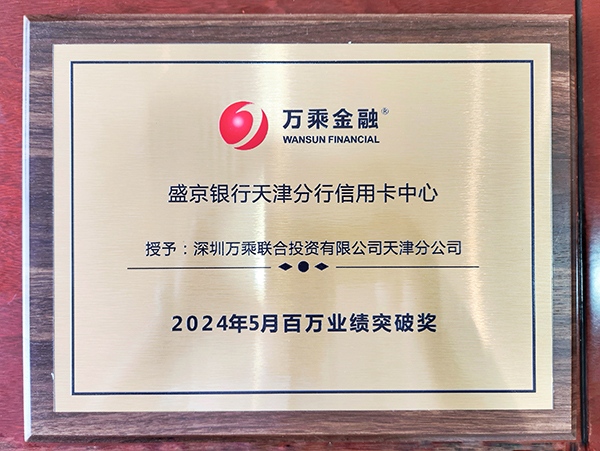 万乘金融®
WANSUN FINANCIAL
盛京银行天津分行信用卡中心
授予：深圳万乘联合投资有限公司天津分公司
2024年5月百万业绩突破奖